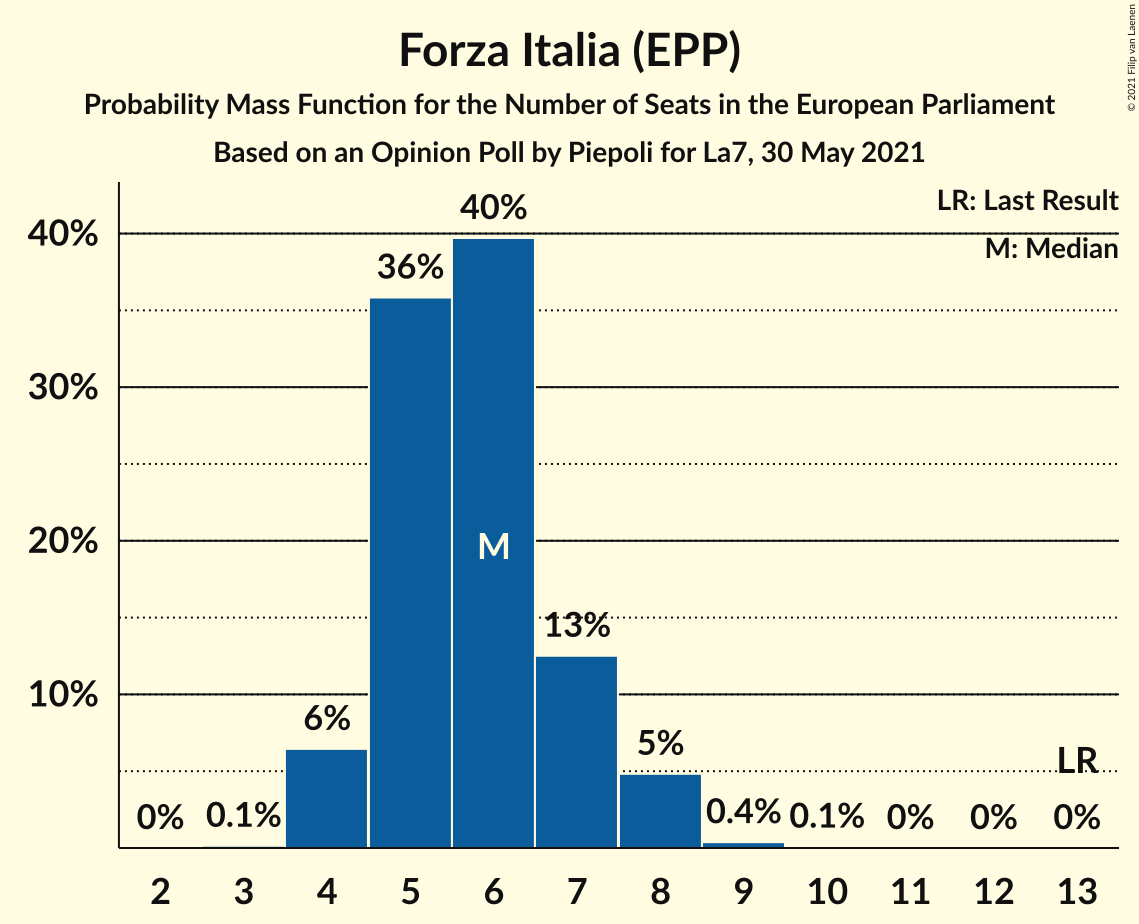 Forza Italia (EPP)
Probability Mass Function for the Number of Seats in the European Parliament
Based on an Opinion Poll by Piepoli for La7, 30 May 2021
© 2021 Filip van Laenen
LR: Last Result
M: Median
40%
30%
20%
10%
0%
0.1%
6%
36%
40%
M
13%
5%
0.4%
0.1%
0%
0%
LR
0%
2 3 4 5 6 7 8 9 10 11 12 13